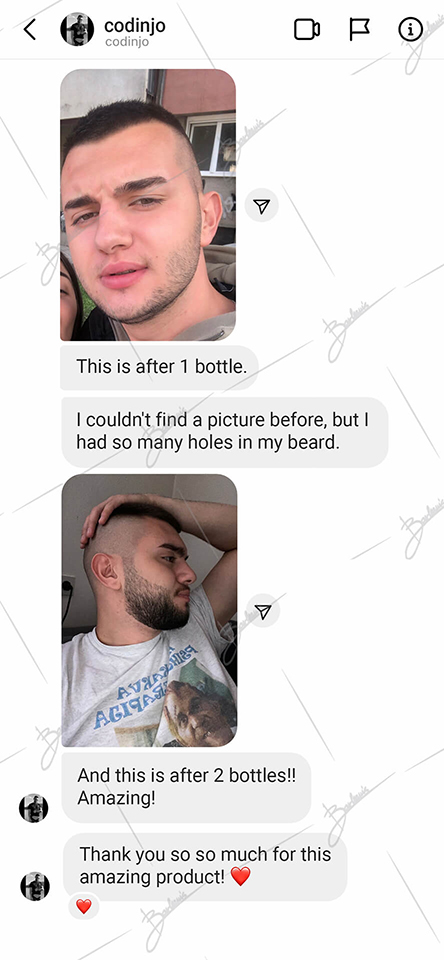 codinjo
codinjo
This is after 1 bottle.
I couldn't find a picture before, but I
had so many holes in my beard.
And this is after 2 bottles!!
Amazing!
Thank you so so much for this
amazing product! ❤️